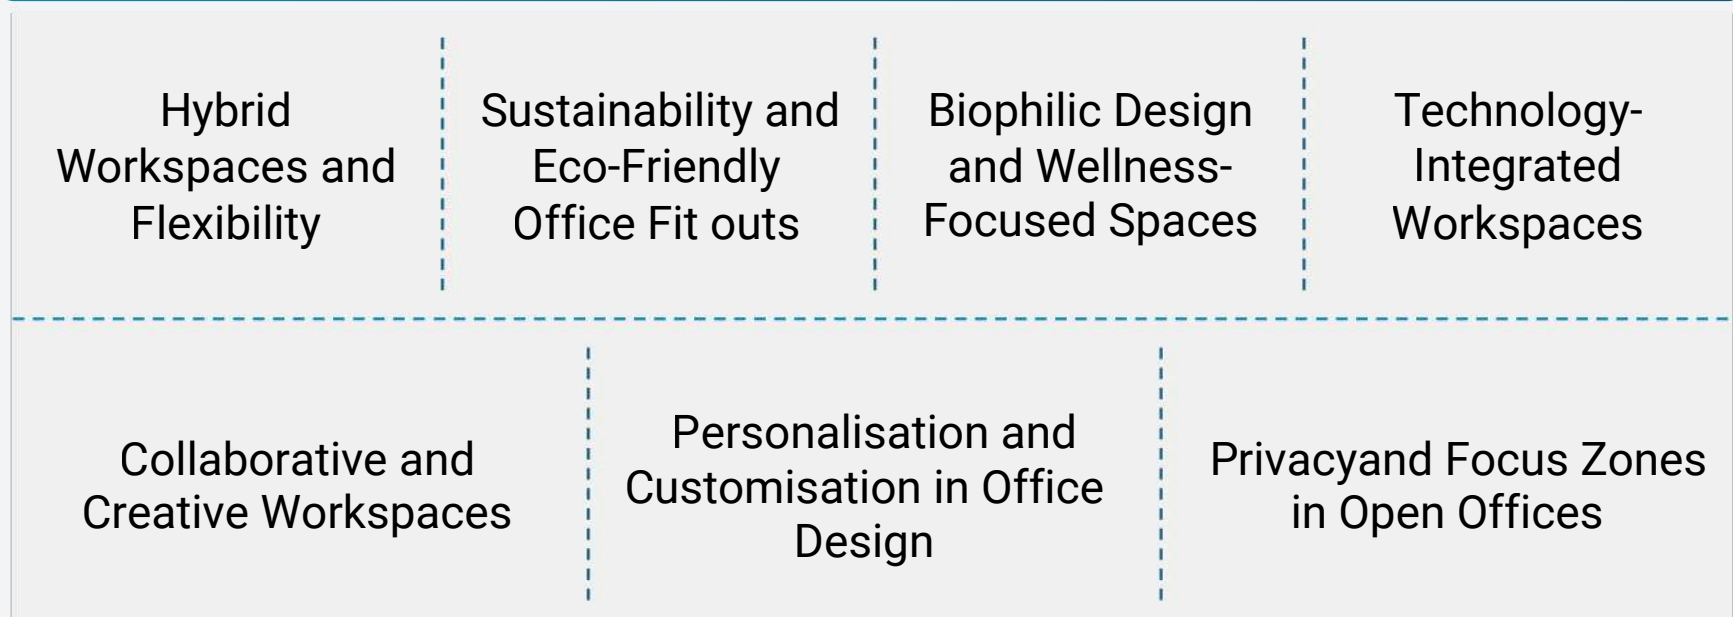 Hybrid
Workspaces and
Flexibility
Sustainability and
Eco-Friendly
Office Fit outs
Biophilic Design
and Wellness-
Focused Spaces
Technology-
Integrated
Workspaces
Collaborative and
Creative Workspaces
Personalisation and
Customisation in Office
Design
Privacyand Focus Zones
in Open Offices